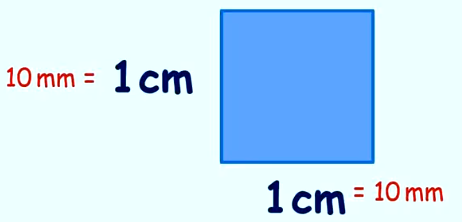 10 mm = 1 cm
1 cm = 10 mm